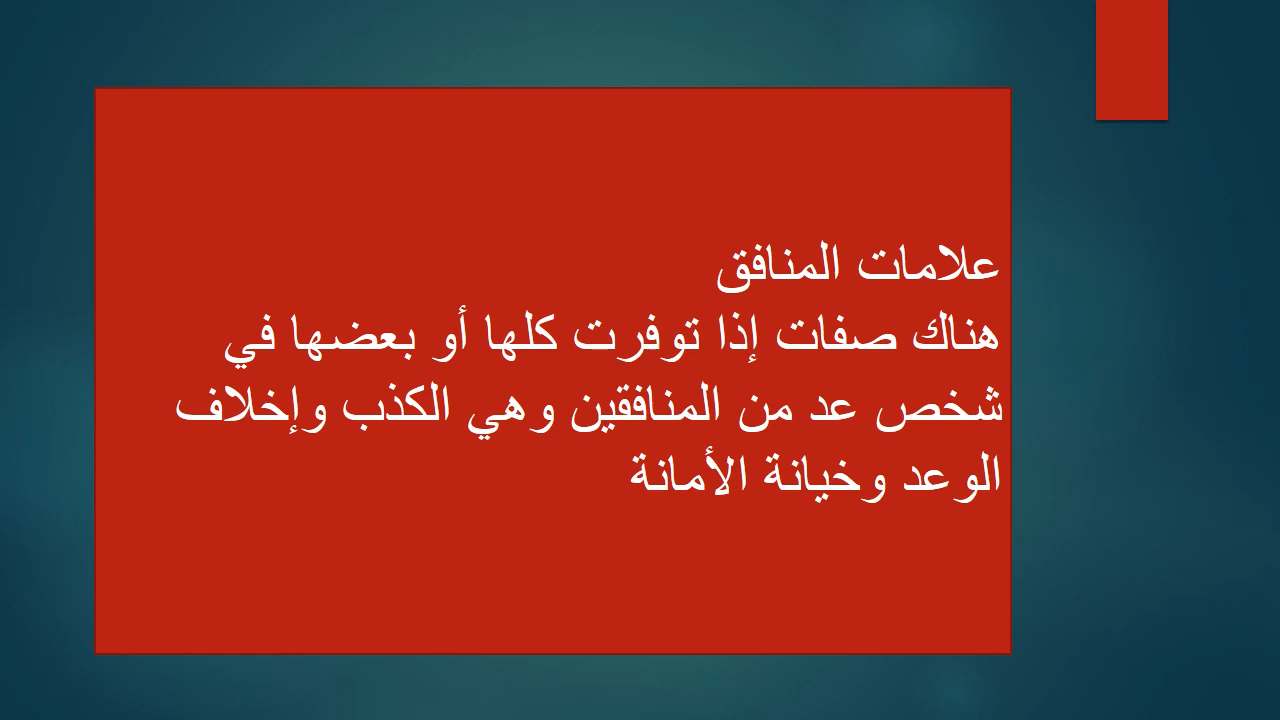 علامات المنافق
هناك صفات إذا توفرت كلها أو بعضها في
شخص عد من المنافقين وهي الكذب وإخلاف
الوعد وخيانة الأمانة